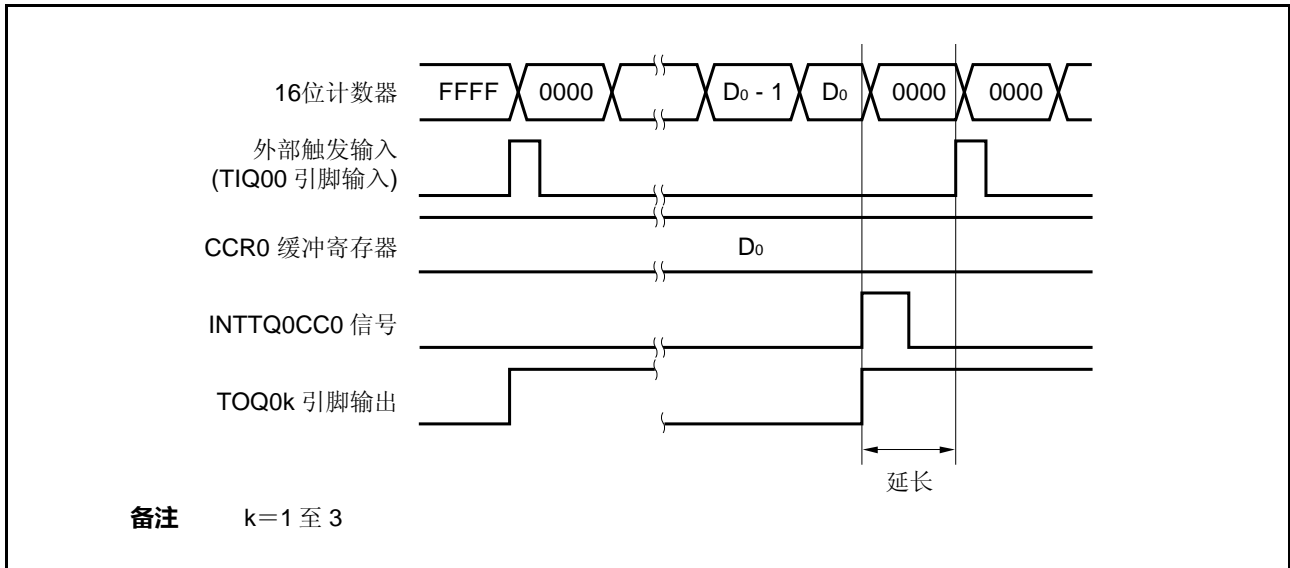 16位计数器 FFFF 0000 D0 - 1 D0 0000 0000
外部触发输入
(TIQ00 引脚输入)
CCR0 缓冲寄存器 D0
INTTQ0CC0 信号
TOQ0k 引脚输出
延长
备注 k＝1 至 3